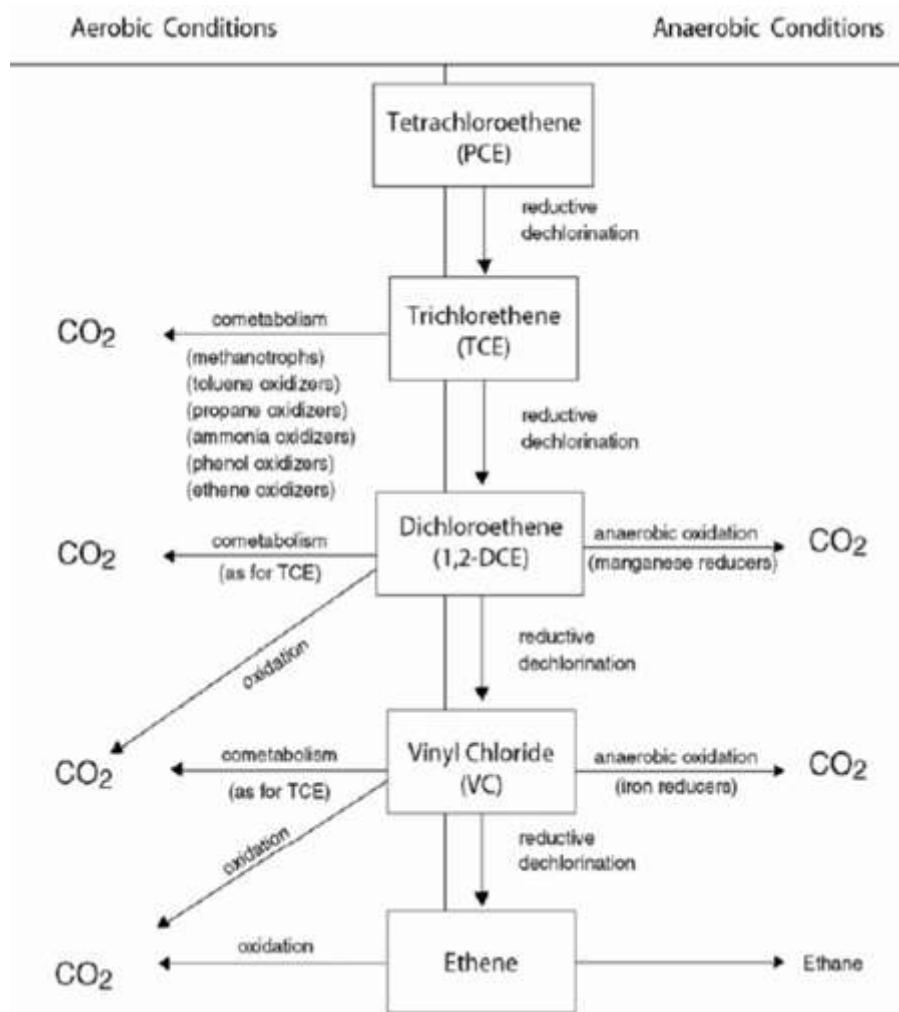 Aerobic Conditions
Anaerobic Conditions
Tetrachloroethene
(PCE)
reductive
dechlorination
Trichlorethene
(TCE)
CO2
cometabolism
(methanotrophs)
(toluene oxidizers)
(propane oxidizers)
(ammonia oxidizers)
(phenol oxidizers)
(ethene oxidizers)
reductive
dechlorination
Dichloroethene
(1,2-DCE)
CO2
cometabolism
(as for TCE)
anaerobic oxidation
(manganese reducers)
CO2
oxidation
reductive
dechlorination
Vinyl Chloride
(VC)
CO2
cometabolism
(as for TCE)
anaerobic oxidation
(iron reducers)
CO2
oxidation
reductive
dechlorination
Ethene
CO2
oxidation
Ethane